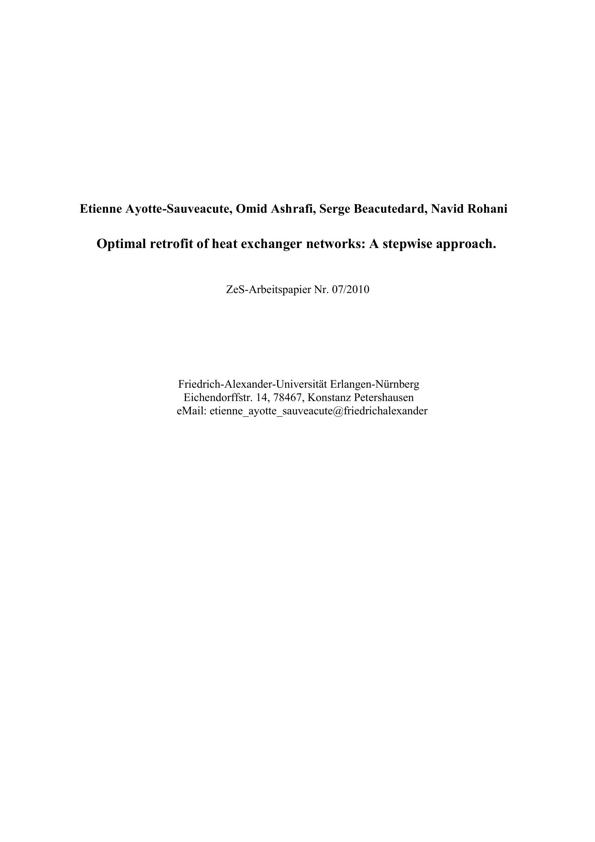 Etienne Ayotte-Sauveacute, Omid Ashrafi, Serge Beacutedard, Navid Rohani
Optimal retrofit of heat exchanger networks: A stepwise approach.
ZeS-Arbeitspapier Nr. 07/2010
Friedrich-Alexander-Universität Erlangen-Nürnberg
Eichendorffstr. 14, 78467, Konstanz Petershausen
eMail: etienne_ayotte_sauveacute@friedrichalexander